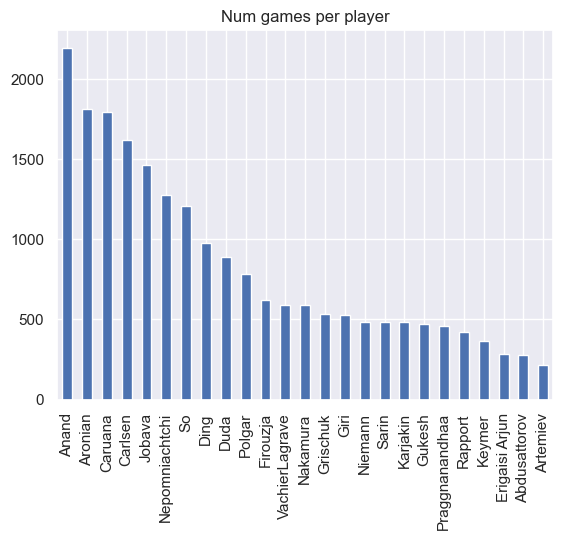 Num games per player
2000
1500
1000
500
0
Anand
Aronian
Caruana
Carlsen
Jobava
Nepomniachtchi
So
Ding
Duda
Polgar
Firouzja
VachierLagrave
Nakamura
Grischuk
Giri
Niemann
Sarin
Karjakin
Gukesh
Praggnanandhaa
Rapport
Keymer
Erigaisi Arjun
Abdusattorov
Artemiev